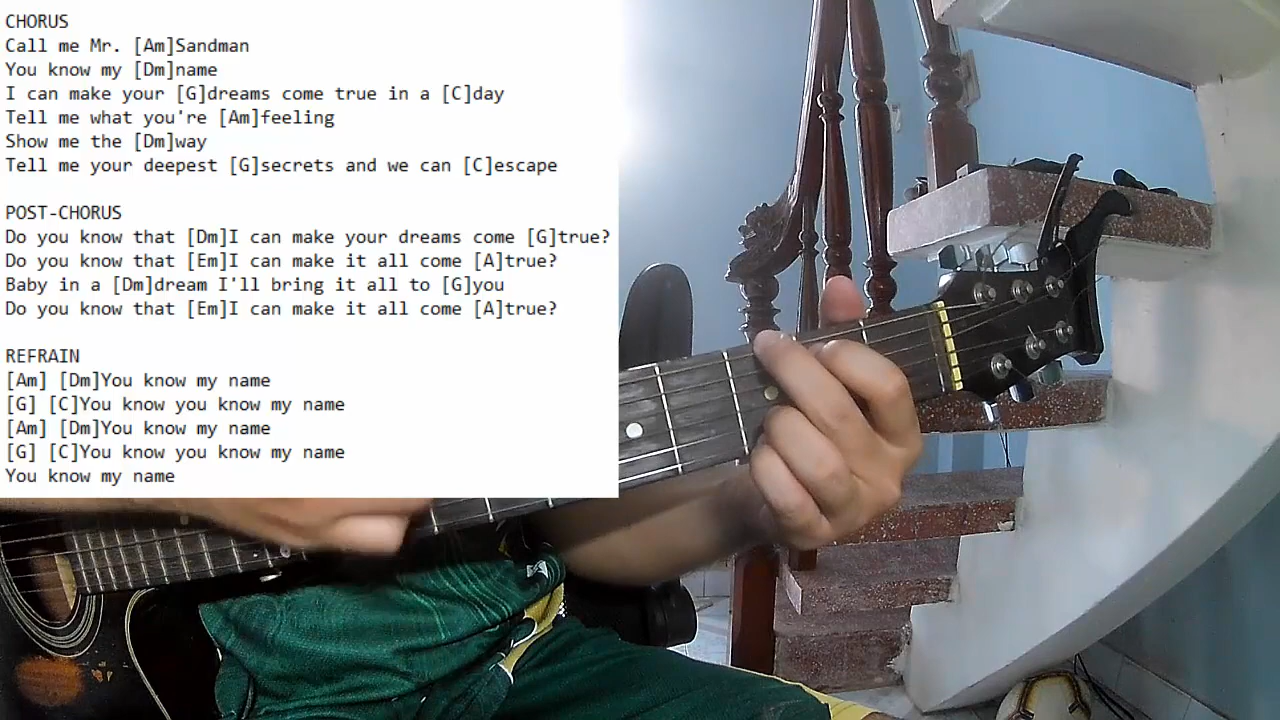 CHORUS
Call me Mr. [Am]Sandman
You know my [Dm]name
I can make your [G]dreams come true in a [C]day
Tell me what you're [Am]feeling
Show me the [Dm]way
Tell me your deepest [G]secrets and we can [C]escape
POST-CHORUS
Do you know that [Dm]I can make your dreams come [G]true?
Do you know that [Em]I can make it all come [A]true?
Baby in a [Dm]dream I'll bring it all to [G]you
Do you know that [Em]I can make it all come [A]true?
REFRAIN
[Am] [Dm]You know my name
[G] [C]You know you know my name
[Am] [Dm]You know my name
[G] [C]You know you know my name
You know my name